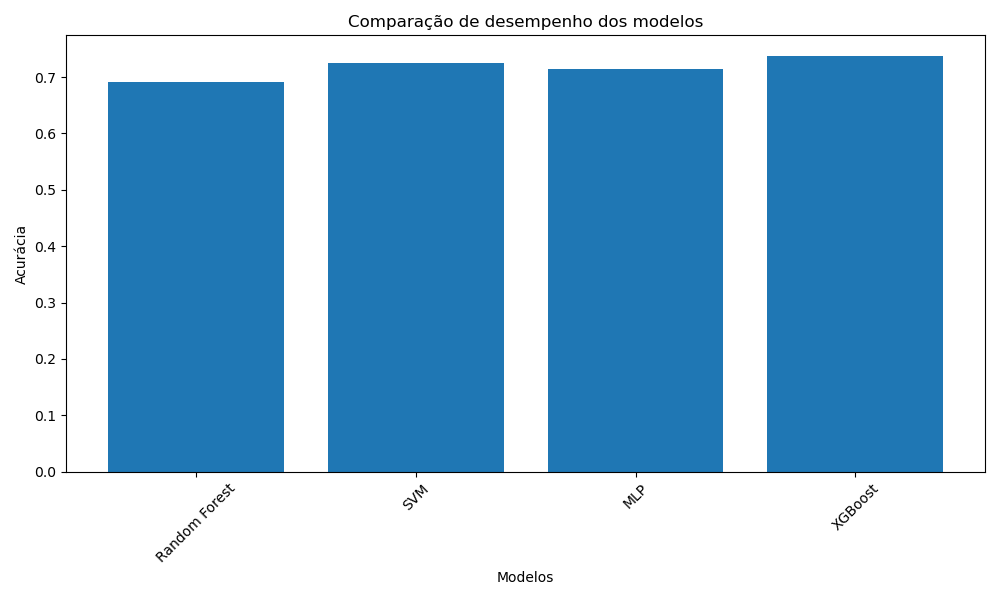 Comparação de desempenho dos modelos
0.7
0.6
0.5
0.4
0.3
0.2
0.1
0.0
Acurácia
Random Forest
SVM
MLP
XGBoost
Modelos